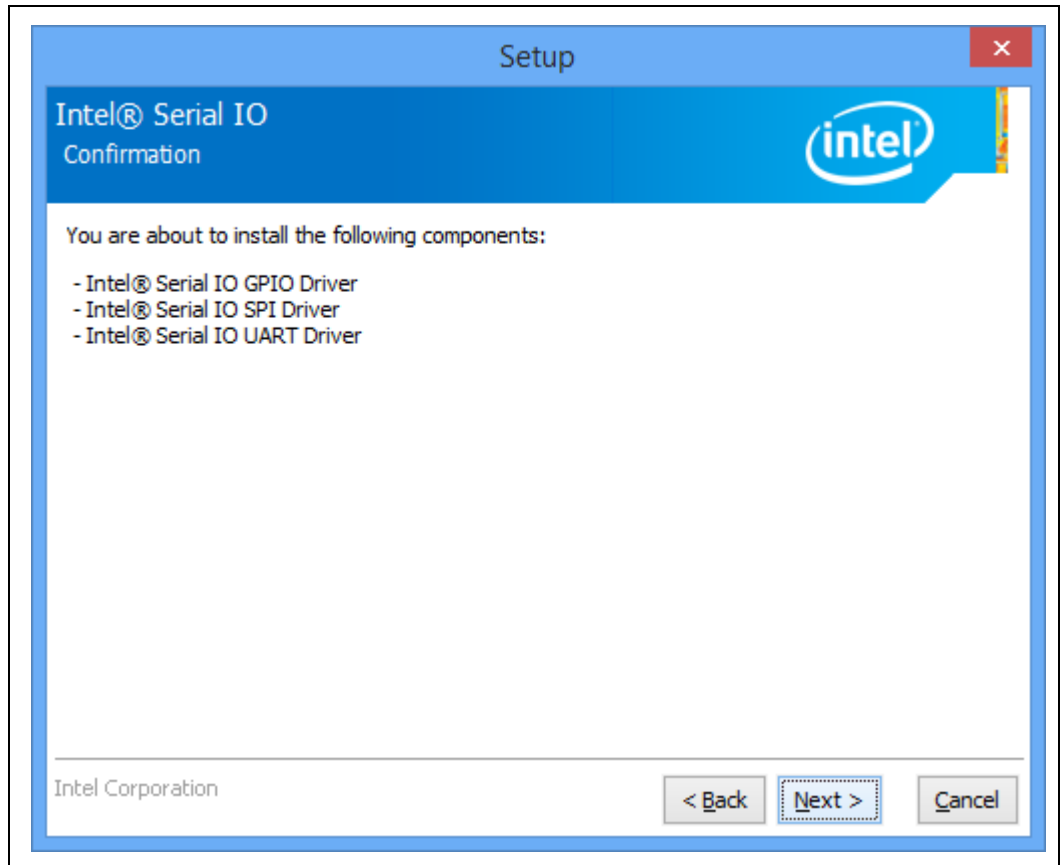 Setup
Intel® Serial IO
Confirmation
intel
You are about to install the following components:
- Intel® Serial IO GPIO Driver
- Intel® Serial IO SPI Driver
- Intel® Serial IO UART Driver
Intel Corporation
< Back Next > Cancel